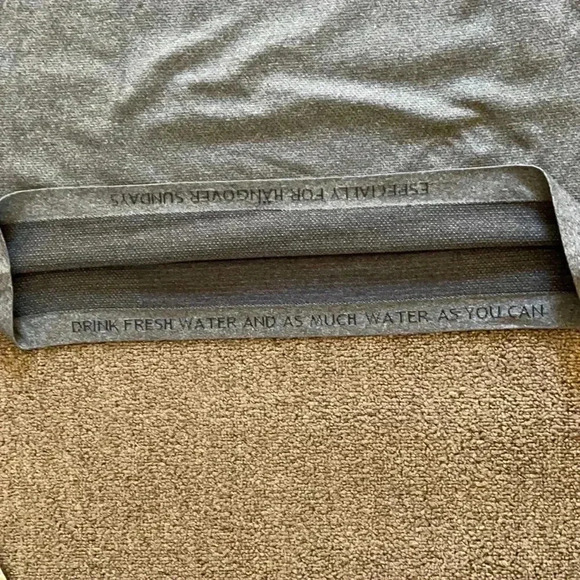 ESPECIALLY FOR HANGOVER SUNDAYS
DRINK FRESH WATER AND AS MUCH WATER AS YOU CAN